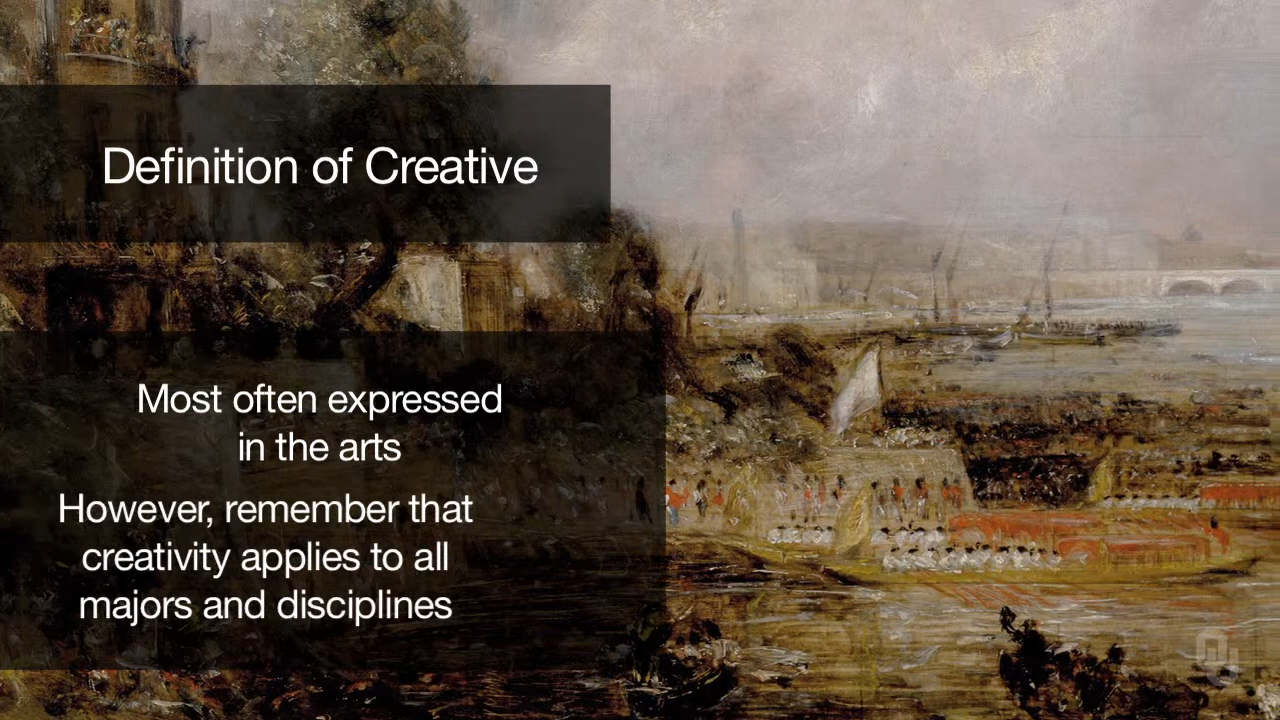 Definition of Creative
Most often expressed
in the arts
However, remember that
creativity applies to all
majors and disciplines